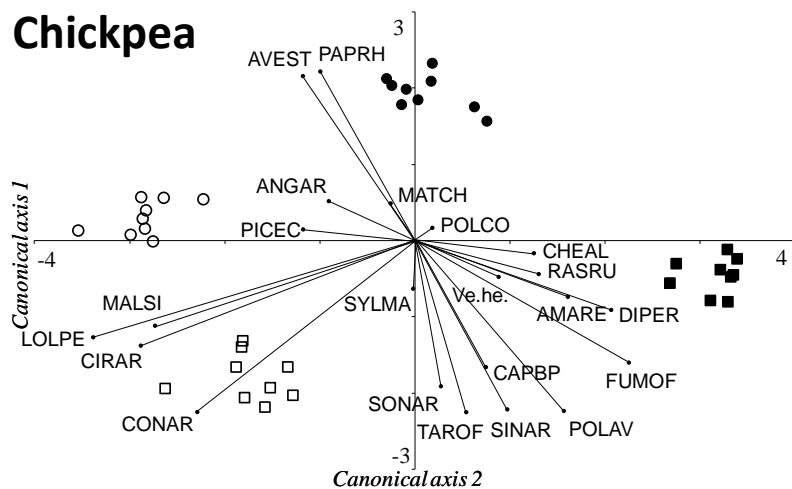 Chickpea
3
AVEST PAPRH
ANGAR
MATCH
PICEC
POLCO
Canonical axis 1
-4
4
CHEAL
RASRU
MALSI
SYLMA
Ve.he.
AMARE DIPER
LOLPE
CIRAR
CAPBP
FUMOF
SONAR
CONAR
TAROF SINAR POLAV
-3
Canonical axis 2